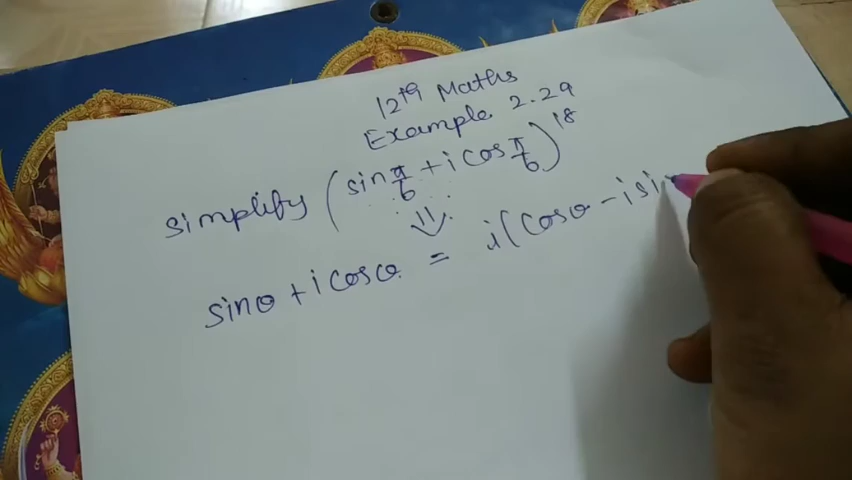 12th Maths
Example 2.29
simplify (sin π/6 + i cos π/6)^18
⇓
sinθ + i cosθ = i(cosθ - i si